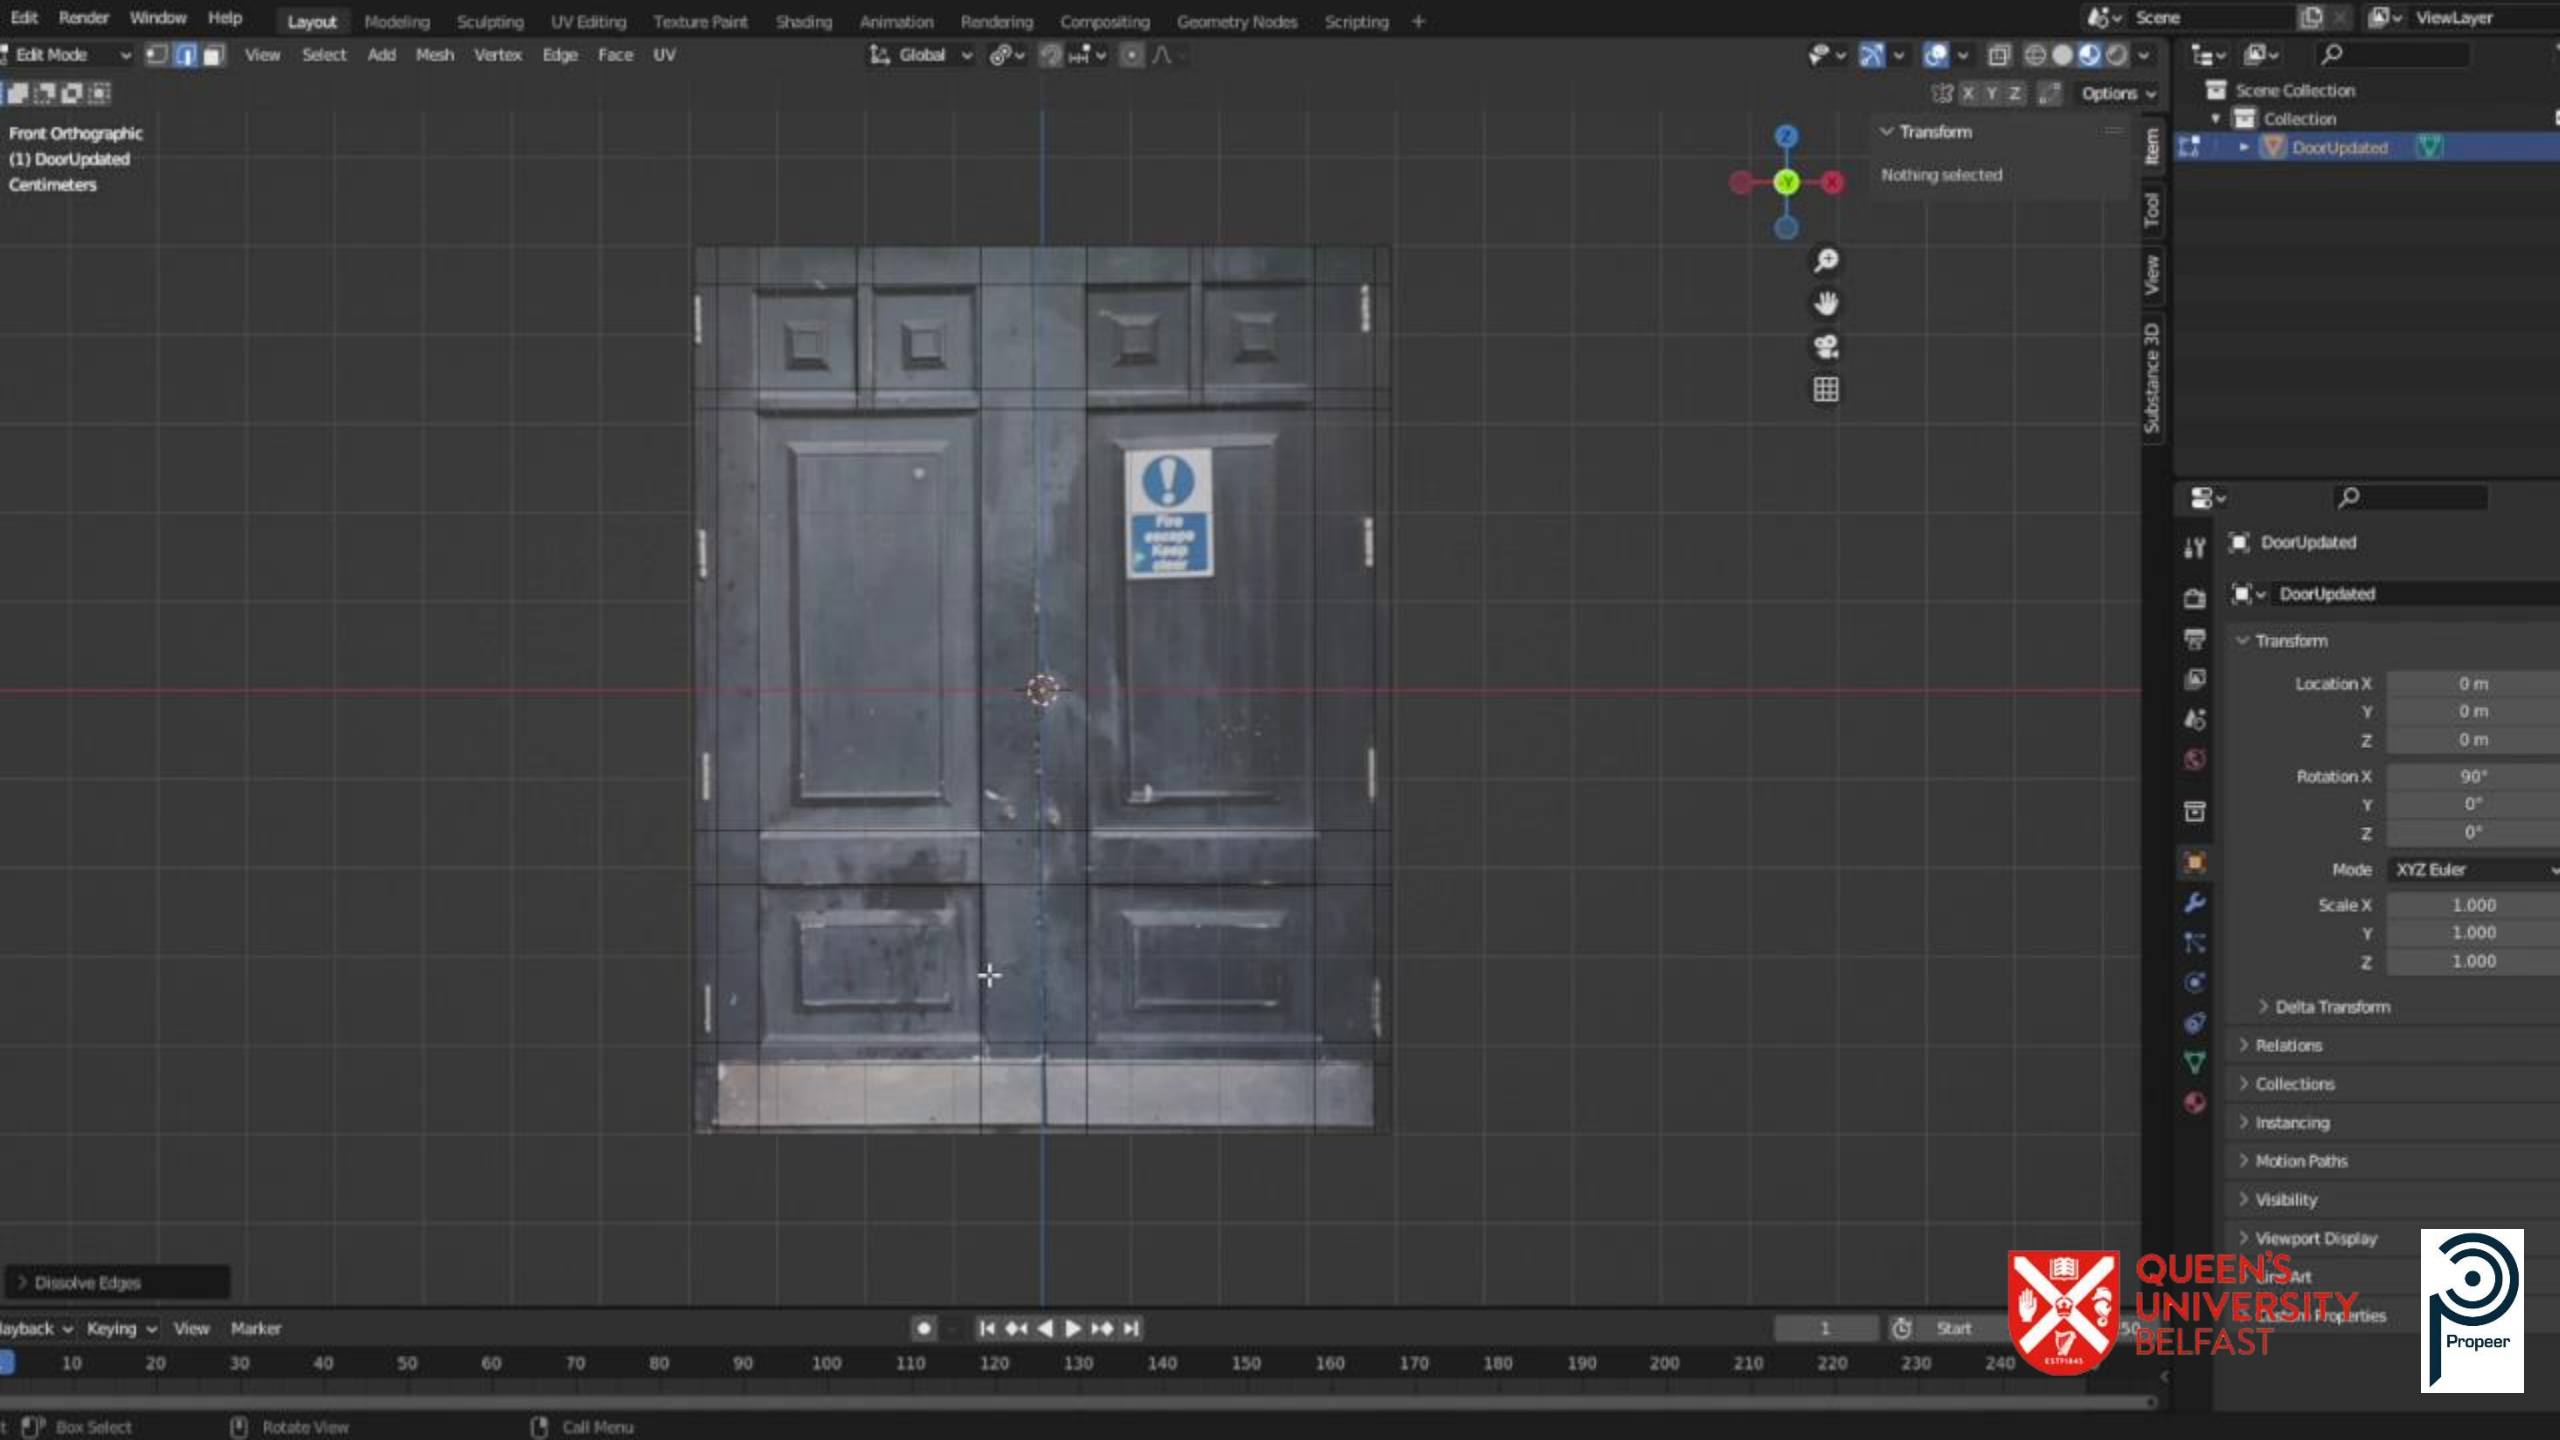 Edit Render Window Help Layout Modeling Sculpting UV Editing Texture Paint Shading Animation Rendering Compositing Geometry Nodes Scripting + Scene ViewLayer
Edit Mode View Select Add Mesh Vertex Edge Face UV Global
X Y Z Options
Scene Collection
Collection
DoorUpdated
Front Orthographic
(1) DoorUpdated
Centimeters
Transform
Nothing selected
Z
Y
X
Item
Tool
View
Substance 3D
Fire
escape
Keep
clear
DoorUpdated
DoorUpdated
Transform
Location X 0 m
Y 0 m
Z 0 m
Rotation X 90°
Y 0°
Z 0°
Mode XYZ Euler
Scale X 1.000
Y 1.000
Z 1.000
Delta Transform
Relations
Collections
Instancing
Motion Paths
Visibility
Viewport Display
Dissolve Edges
QUEEN'S
UNIVERSITY
BELFAST
ESTD1845
Propeer
Keying View Marker 1 Start
10 20 30 40 50 60 70 80 90 100 110 120 130 140 150 160 170 180 190 200 210 220 230 240
Box Select Rotate View Call Menu